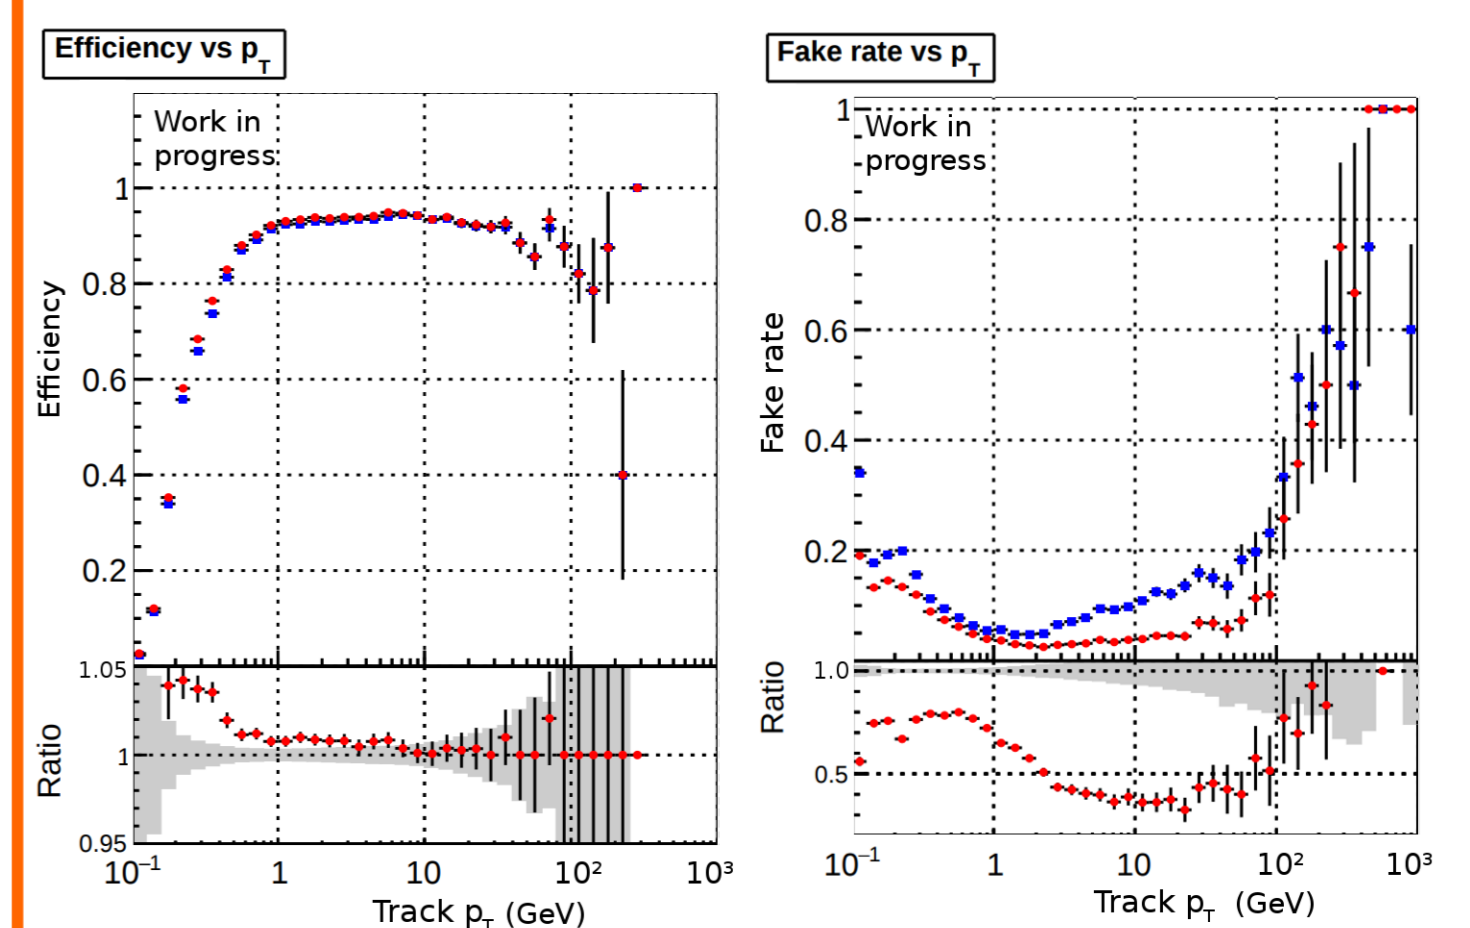 Efficiency vs pT
Work in
progress
Efficiency
1
0.8
0.6
0.4
0.2
1.05
1
0.95
Ratio
10⁻¹
1
10
10²
10³
Track pT (GeV)
Fake rate vs pT
Work in
progress
Fake rate
1
0.8
0.6
0.4
0.2
1.0
0.5
Ratio
10⁻¹
1
10
10²
10³
Track pT (GeV)